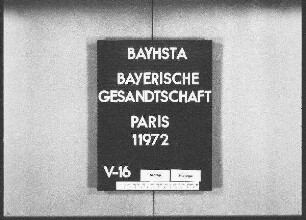 BAYHSTA
BAYERISCHE
GESANDTSCHAFT
PARIS
11972
V-16